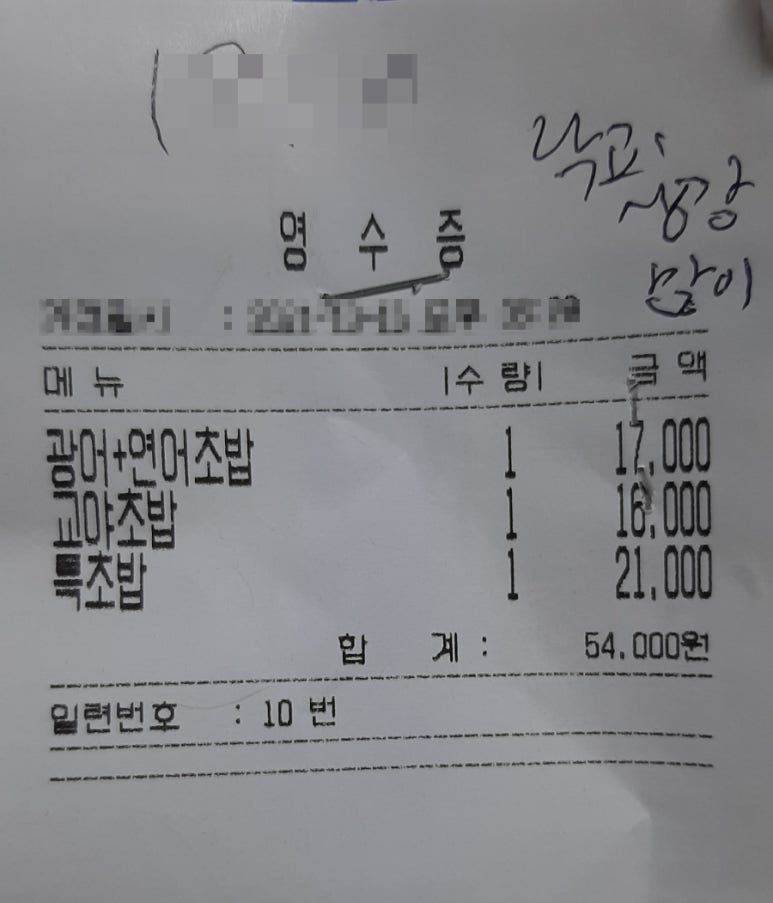 락교,
생강
많이
영 수 증
메 뉴 |수 량| 금 액
광어+연어초밥 1 17,000
교야초밥 1 16,000
특초밥 1 21,000
합 계 : 54.000원
일련번호 : 10 번